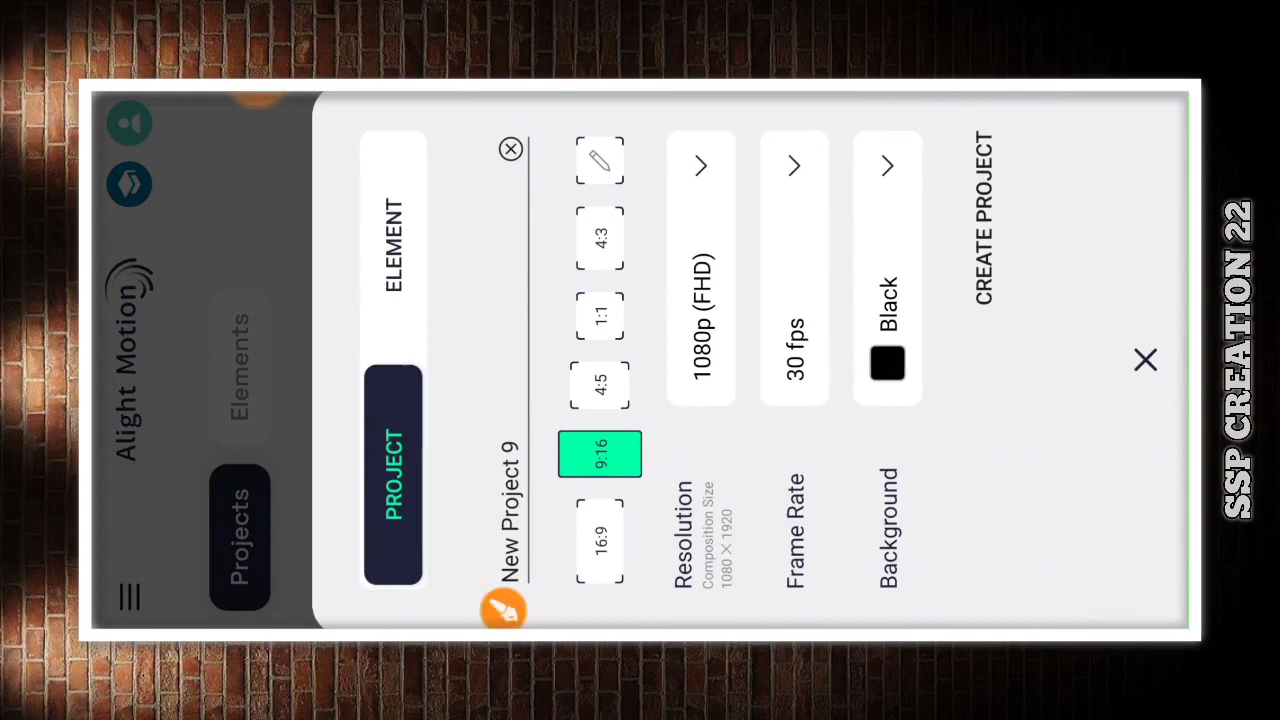 Alight Motion
Projects
Elements
PROJECT
ELEMENT
New Project 9
16:9
9:16
4:5
1:1
4:3
Resolution
Composition Size
1080 × 1920
1080p (FHD)
Frame Rate
30 fps
Background
Black
CREATE PROJECT
SSP CREATION 22